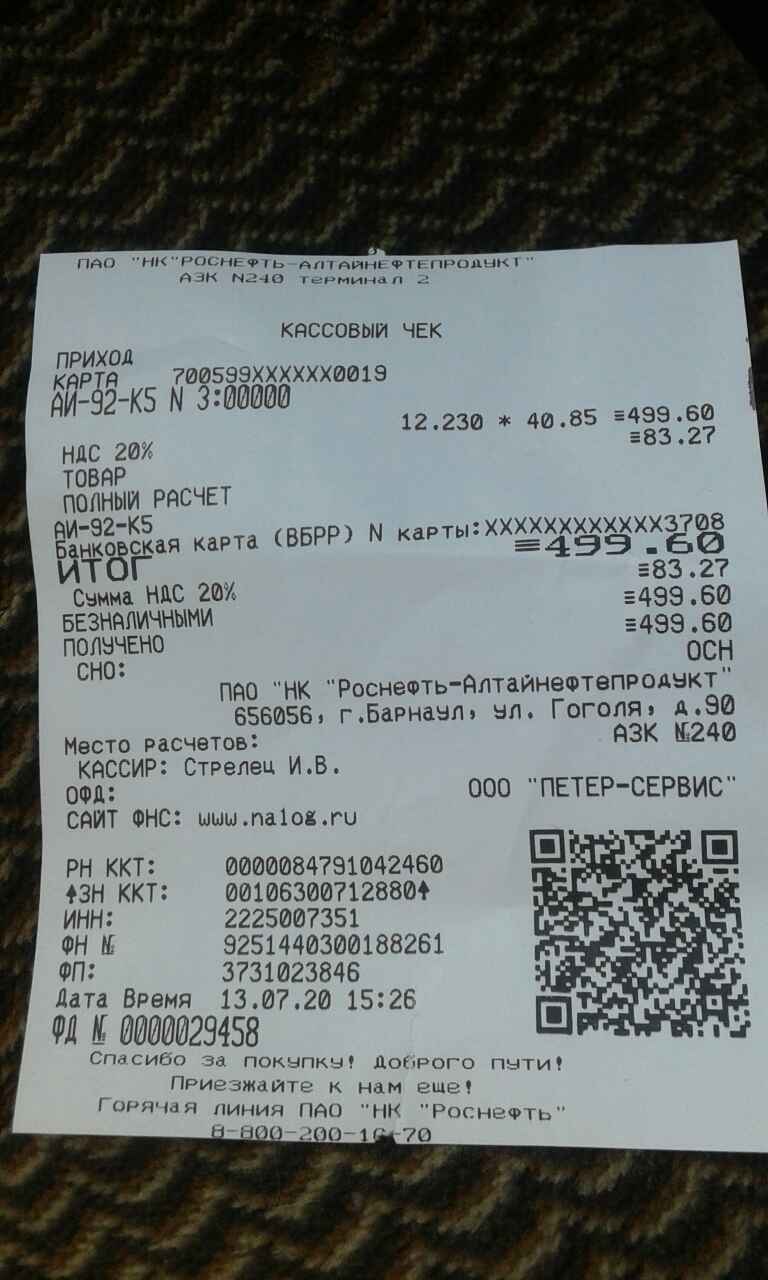 ПАО "НК"РОСНЕФТЬ-АЛТАЙНЕФТЕПРОДУКТ"
АЗК N240 терминал 2
КАССОВЫЙ ЧЕК
ПРИХОД
КАРТА 700599XXXXXX0019
АИ-92-К5 N 3:00000
12.230 * 40.85 ≡499.60
НДС 20% ≡83.27
ТОВАР
ПОЛНЫЙ РАСЧЕТ
АИ-92-К5
Банковская карта (ВБРР) N карты:XXXXXXXXXXXX3708
ИТОГ ≡499.60
Сумма НДС 20% ≡83.27
БЕЗНАЛИЧНЫМИ ≡499.60
ПОЛУЧЕНО ≡499.60
СНО: ОСН
ПАО "НК "Роснефть-Алтайнефтепродукт"
656056, г.Барнаул, ул. Гоголя, д.90
Место расчетов: АЗК №240
КАССИР: Стрелец И.В.
ОФД: ООО "ПЕТЕР-СЕРВИС"
САЙТ ФНС: www.nalog.ru
РН ККТ: 0000084791042460
↑ЗН ККТ: 00106300712880↑
ИНН: 2225007351
ФН № 9251440300188261
ФП: 3731023846
Дата Время 13.07.20 15:26
ФД № 0000029458
Спасибо за покупку! Доброго пути!
Приезжайте к нам еще!
Горячая линия ПАО "НК "Роснефть"
8-800-200-10-70